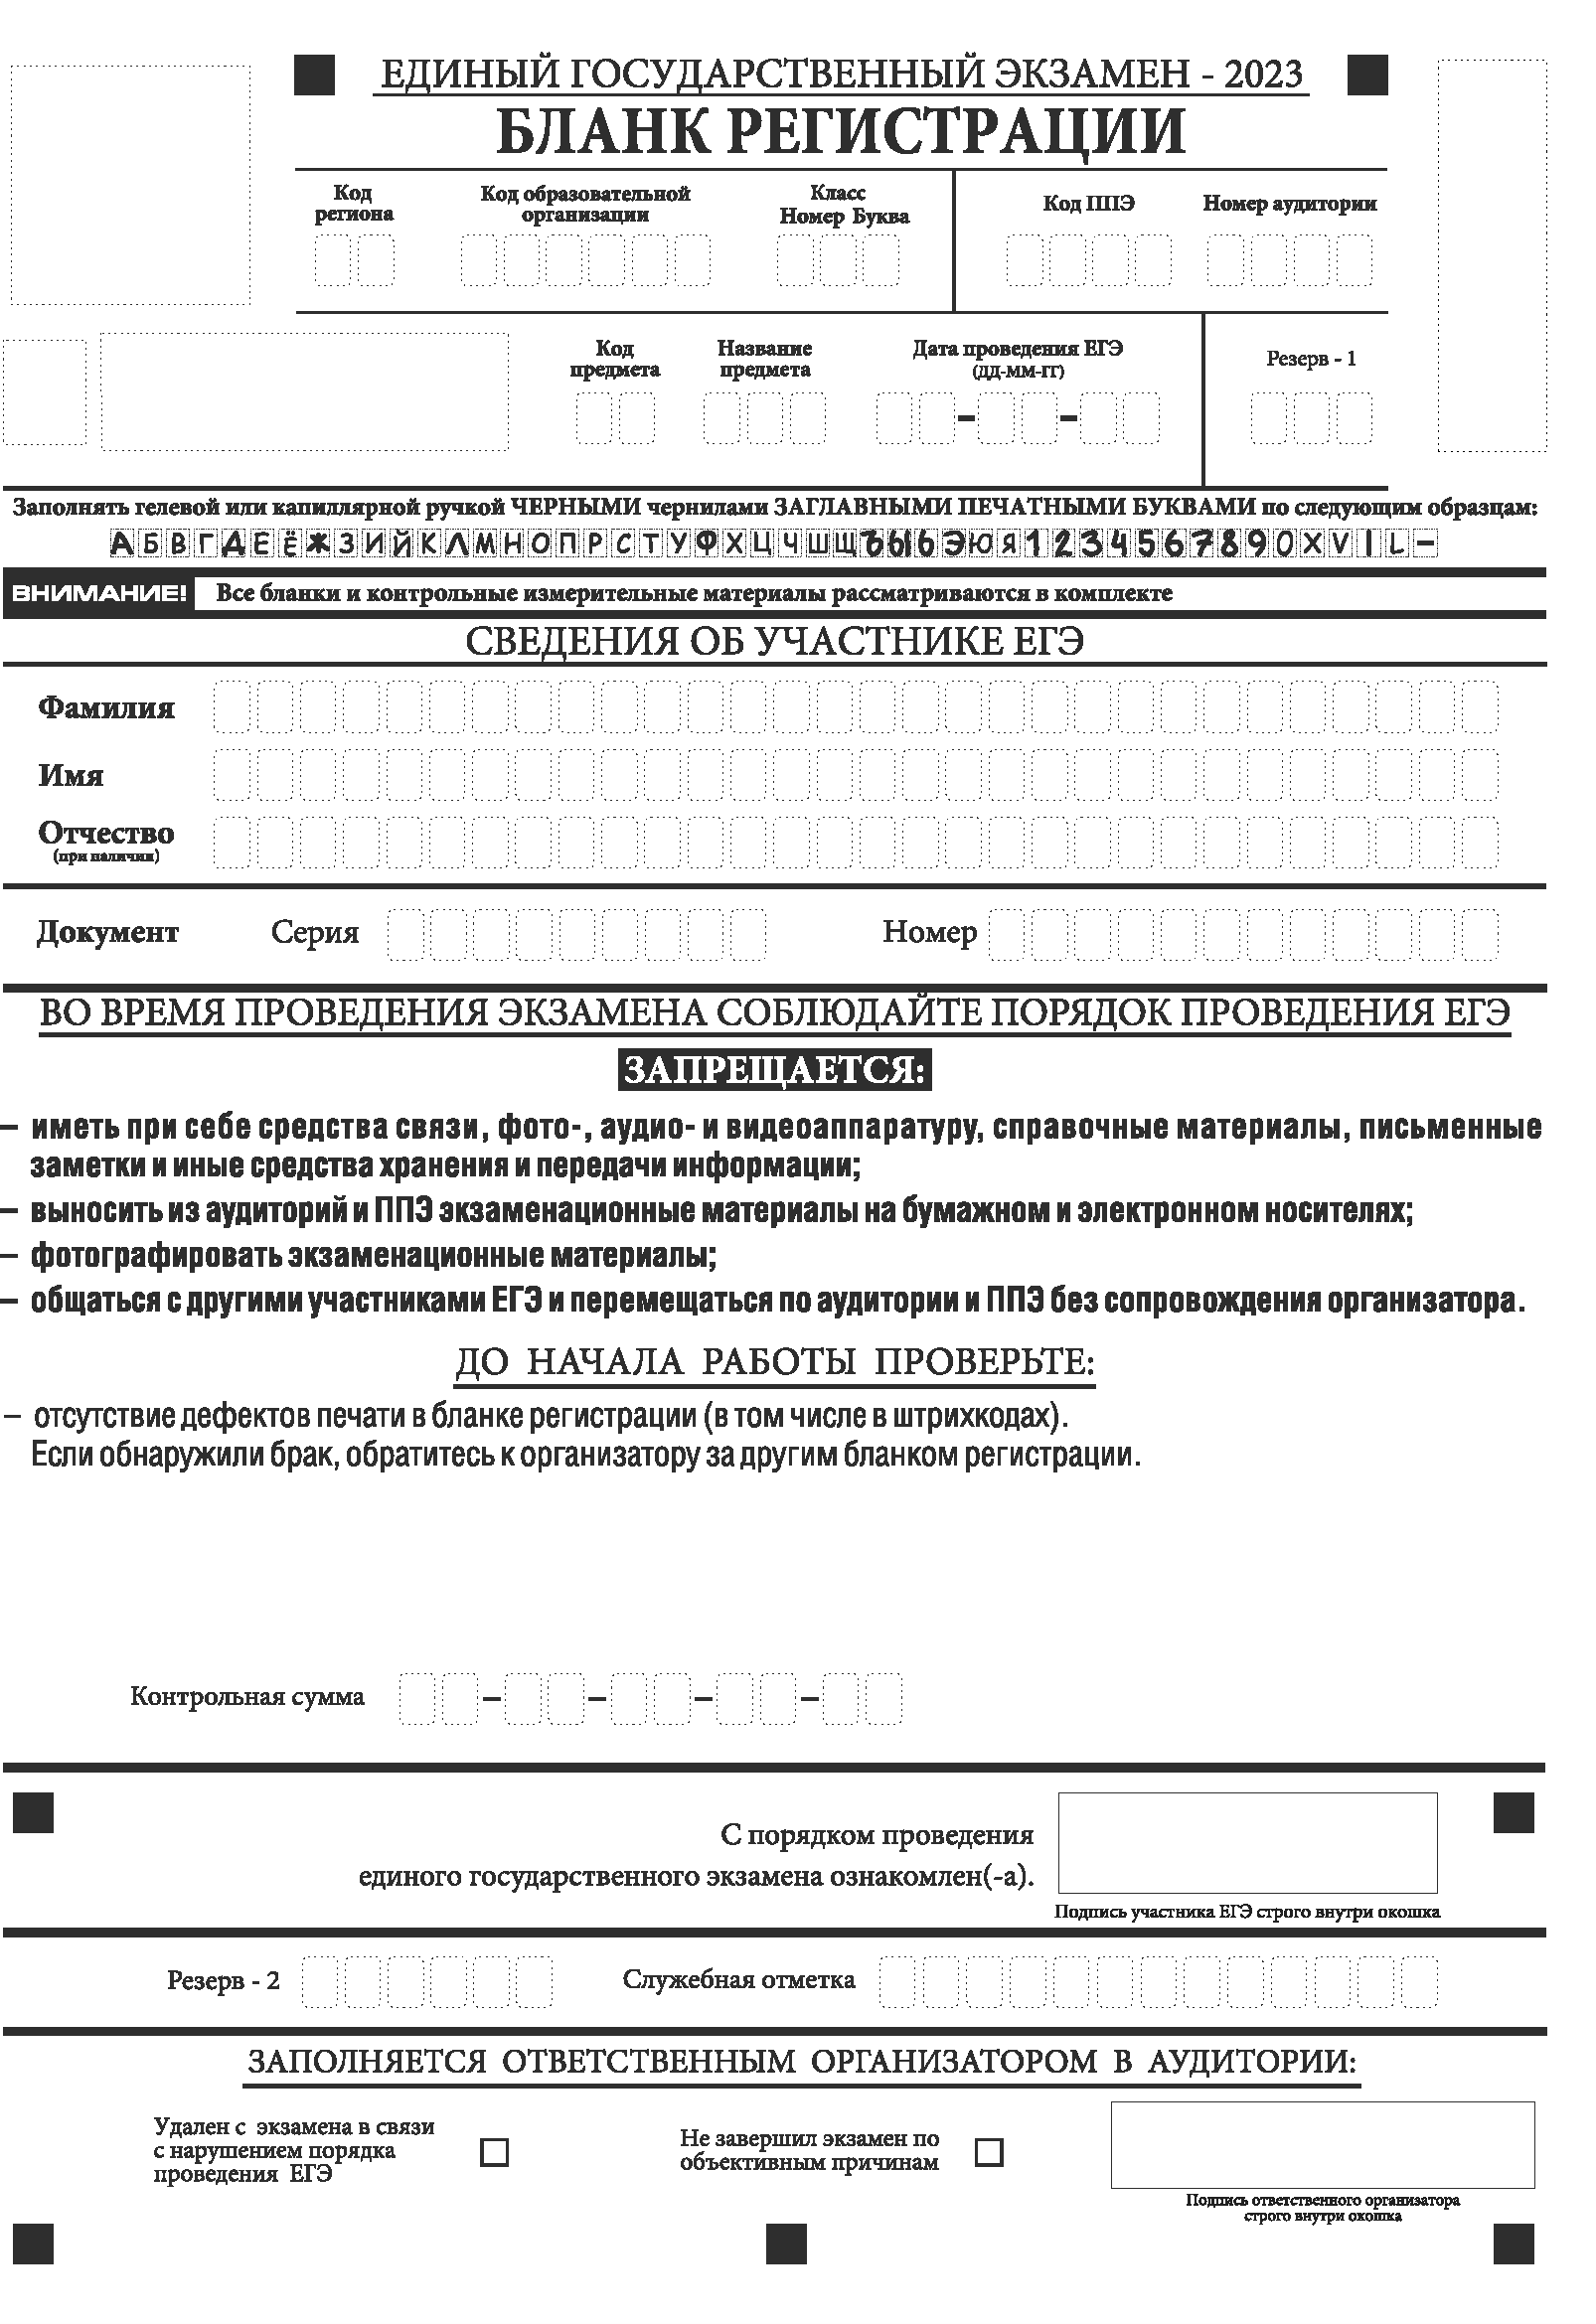 ЕДИНЫЙ ГОСУДАРСТВЕННЫЙ ЭКЗАМЕН - 2023
БЛАНК РЕГИСТРАЦИИ
Код региона
Код образовательной организации
Класс
Номер Буква
Код ППЭ
Номер аудитории
Код предмета
Название предмета
Дата проведения ЕГЭ
(ДД-ММ-ГГ)
Резерв - 1
Заполнять гелевой или капиллярной ручкой ЧЕРНЫМИ чернилами ЗАГЛАВНЫМИ ПЕЧАТНЫМИ БУКВАМИ по следующим образцам:
АБВГДЕЁЖЗИЙКЛМНОПРСТУФХЦЧШЩЪЫЬЭЮЯ1234567890XVIL-
ВНИМАНИЕ! Все бланки и контрольные измерительные материалы рассматриваются в комплекте
СВЕДЕНИЯ ОБ УЧАСТНИКЕ ЕГЭ
Фамилия
Имя
Отчество
(при наличии)
Документ Серия Номер
ВО ВРЕМЯ ПРОВЕДЕНИЯ ЭКЗАМЕНА СОБЛЮДАЙТЕ ПОРЯДОК ПРОВЕДЕНИЯ ЕГЭ
ЗАПРЕЩАЕТСЯ:
– иметь при себе средства связи, фото-, аудио- и видеоаппаратуру, справочные материалы, письменные
заметки и иные средства хранения и передачи информации;
– выносить из аудиторий и ППЭ экзаменационные материалы на бумажном и электронном носителях;
– фотографировать экзаменационные материалы;
– общаться с другими участниками ЕГЭ и перемещаться по аудитории и ППЭ без сопровождения организатора.
ДО НАЧАЛА РАБОТЫ ПРОВЕРЬТЕ:
– отсутствие дефектов печати в бланке регистрации (в том числе в штрихкодах).
Если обнаружили брак, обратитесь к организатору за другим бланком регистрации.
Контрольная сумма
С порядком проведения
единого государственного экзамена ознакомлен(-а).
Подпись участника ЕГЭ строго внутри окошка
Резерв - 2 Служебная отметка
ЗАПОЛНЯЕТСЯ ОТВЕТСТВЕННЫМ ОРГАНИЗАТОРОМ В АУДИТОРИИ:
Удален с экзамена в связи
с нарушением порядка
проведения ЕГЭ
Не завершил экзамен по
объективным причинам
Подпись ответственного организатора
строго внутри окошка